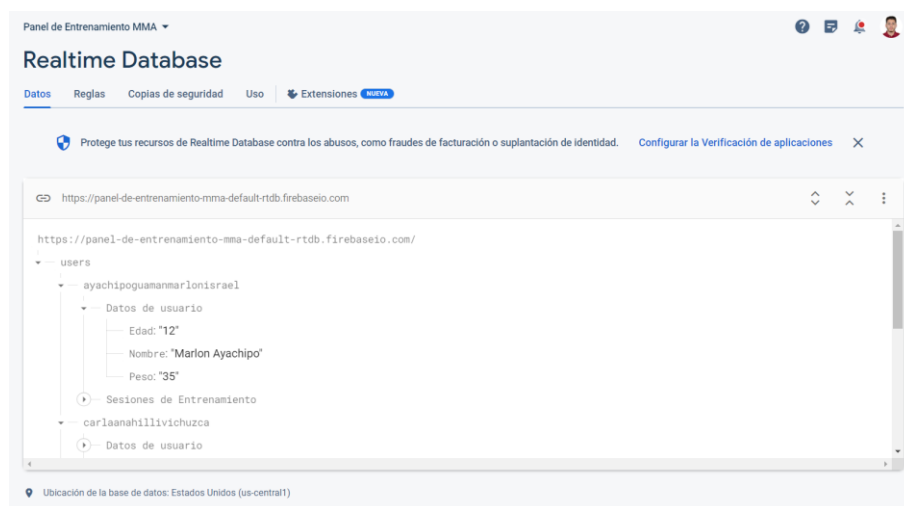 Panel de Entrenamiento MMA
Realtime Database
Datos Reglas Copias de seguridad Uso Extensiones NUEVA
Protege tus recursos de Realtime Database contra los abusos, como fraudes de facturación o suplantación de identidad. Configurar la Verificación de aplicaciones
https://panel-de-entrenamiento-mma-default-rtdb.firebaseio.com
https://panel-de-entrenamiento-mma-default-rtdb.firebaseio.com/
users
ayachipoguamanmarlonisrael
Datos de usuario
Edad: "12"
Nombre: "Marlon Ayachipo"
Peso: "35"
Sesiones de Entrenamiento
carlaanahillivichuzca
Datos de usuario
Ubicación de la base de datos: Estados Unidos (us-central1)